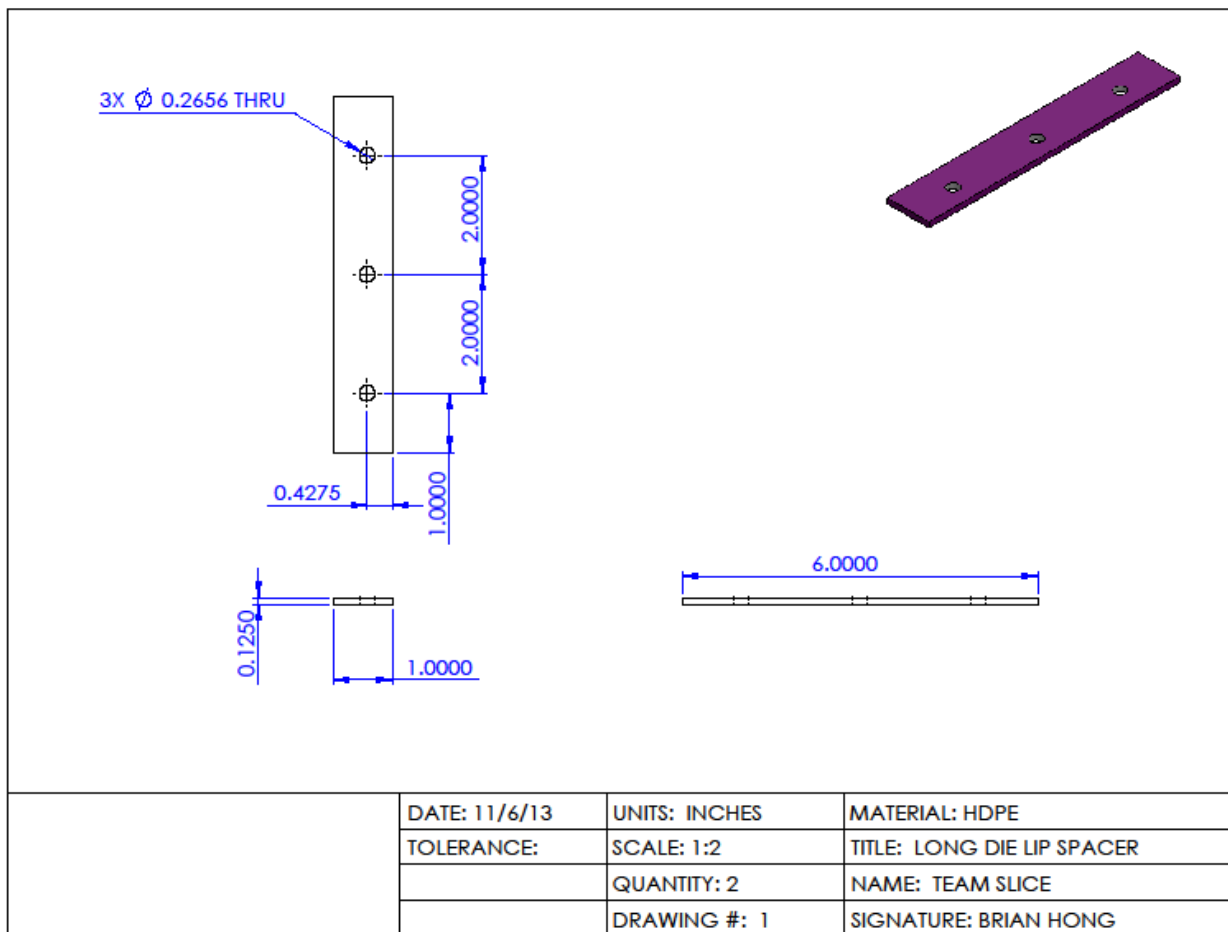 3X Ø 0.2656 THRU
2.0000
2.0000
0.4275
1.0000
6.0000
0.1250
1.0000
DATE: 11/6/13 UNITS: INCHES MATERIAL: HDPE
TOLERANCE: SCALE: 1:2 TITLE: LONG DIE LIP SPACER
QUANTITY: 2 NAME: TEAM SLICE
DRAWING #: 1 SIGNATURE: BRIAN HONG